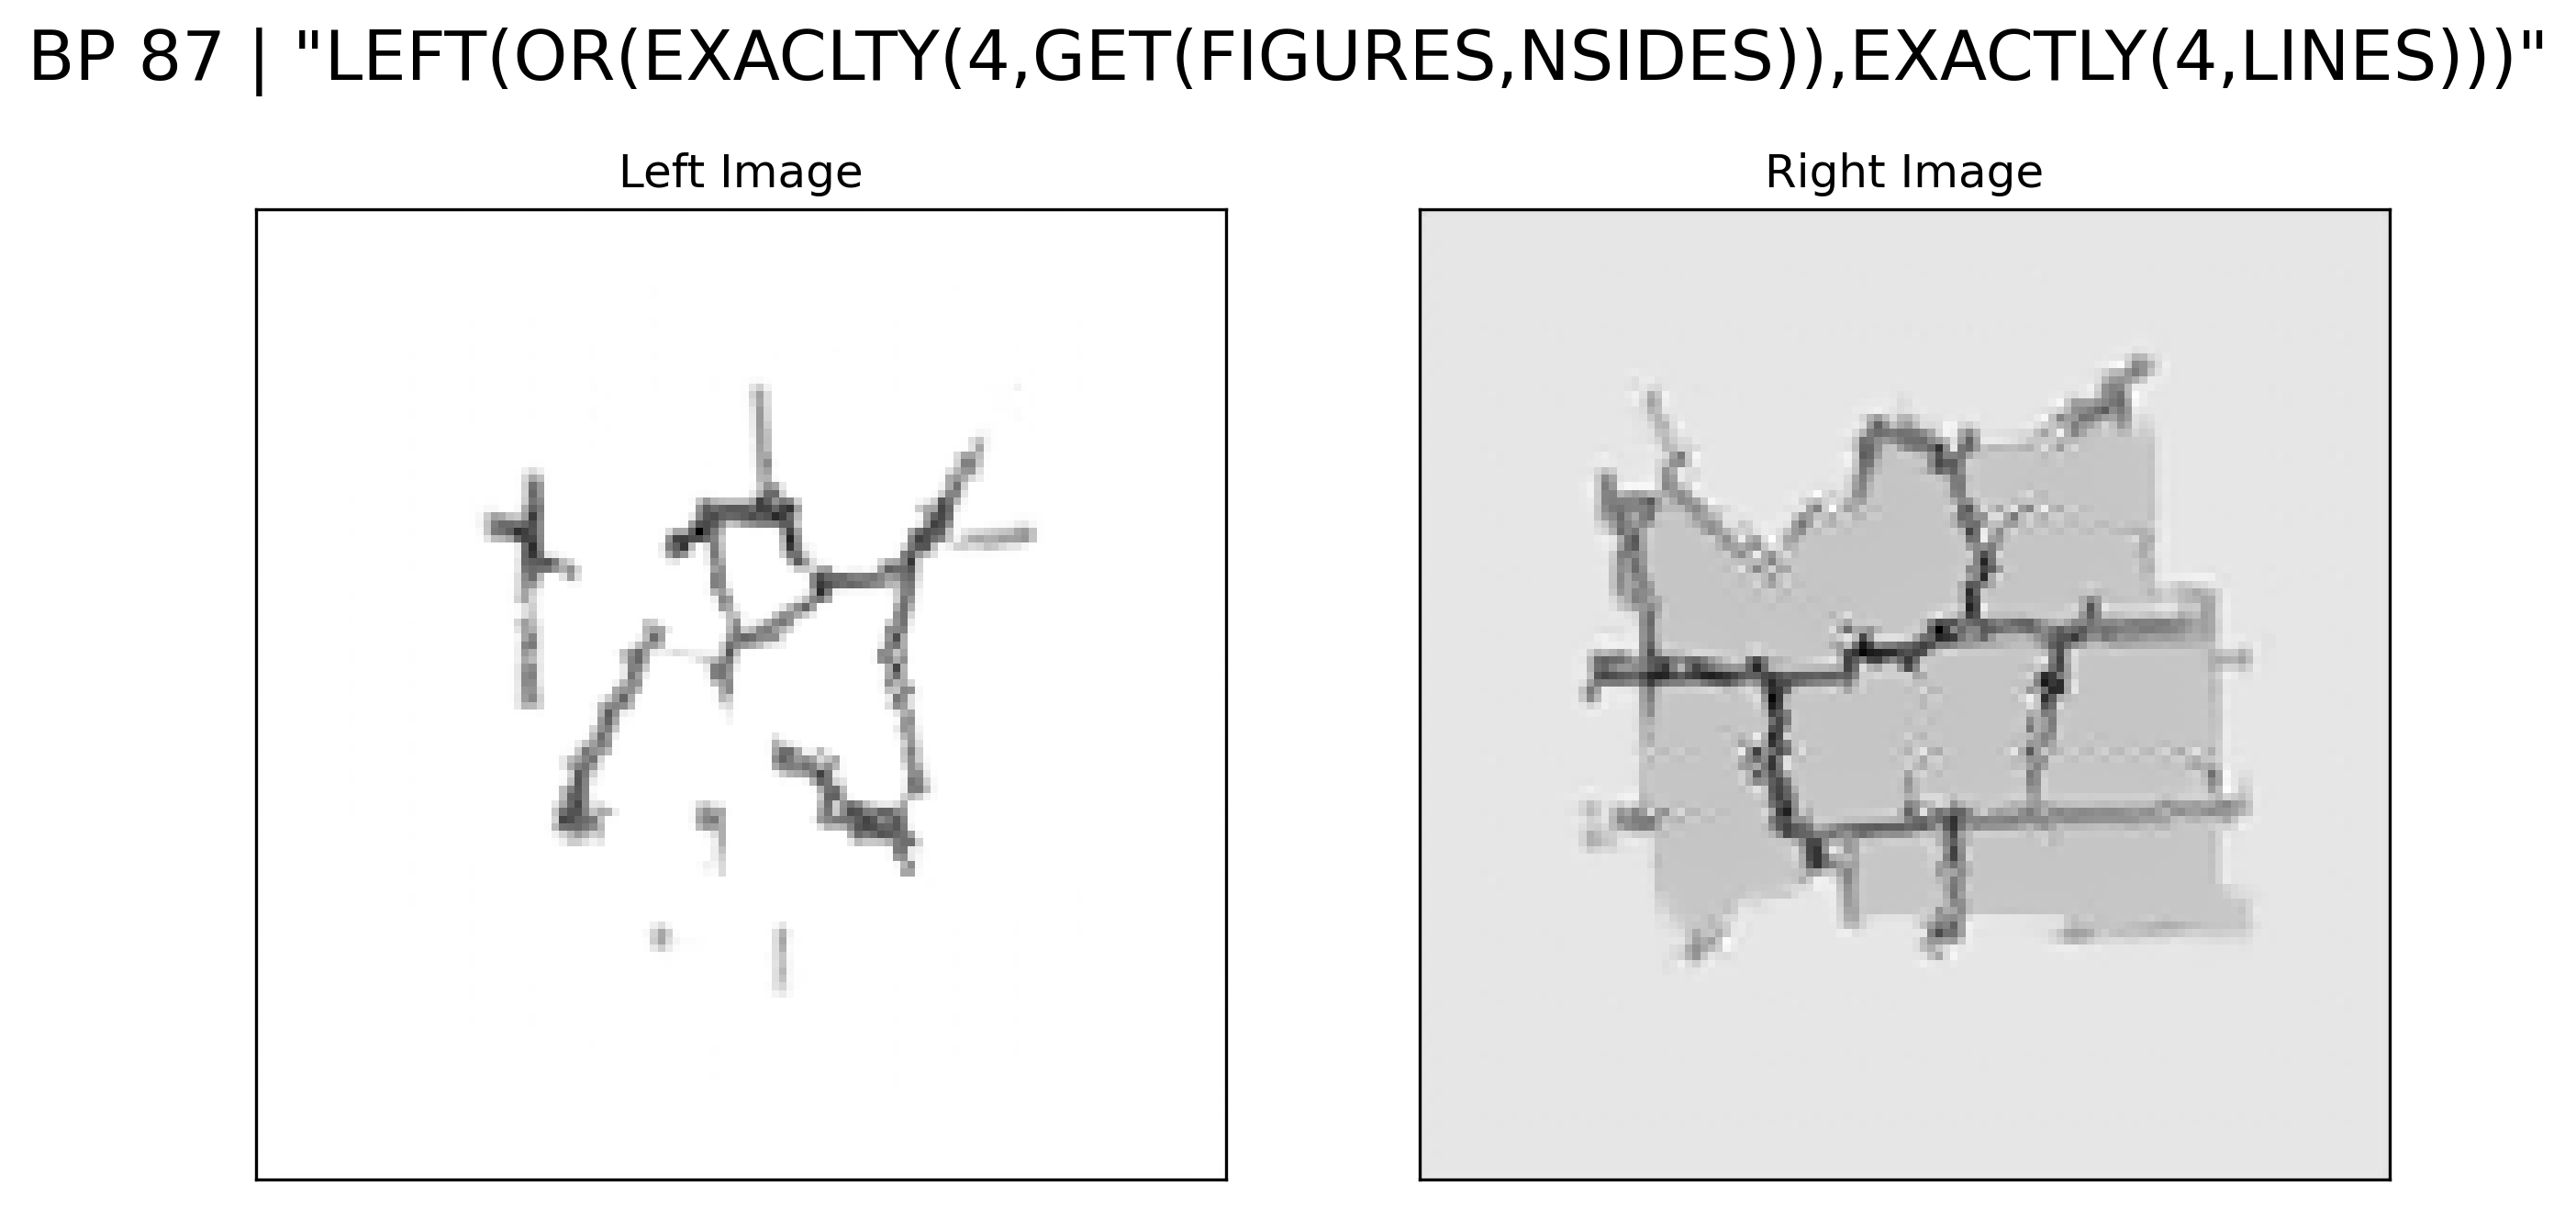 BP 87 | "LEFT(OR(EXACLTY(4,GET(FIGURES,NSIDES)),EXACTLY(4,LINES)))"
Left Image
Right Image